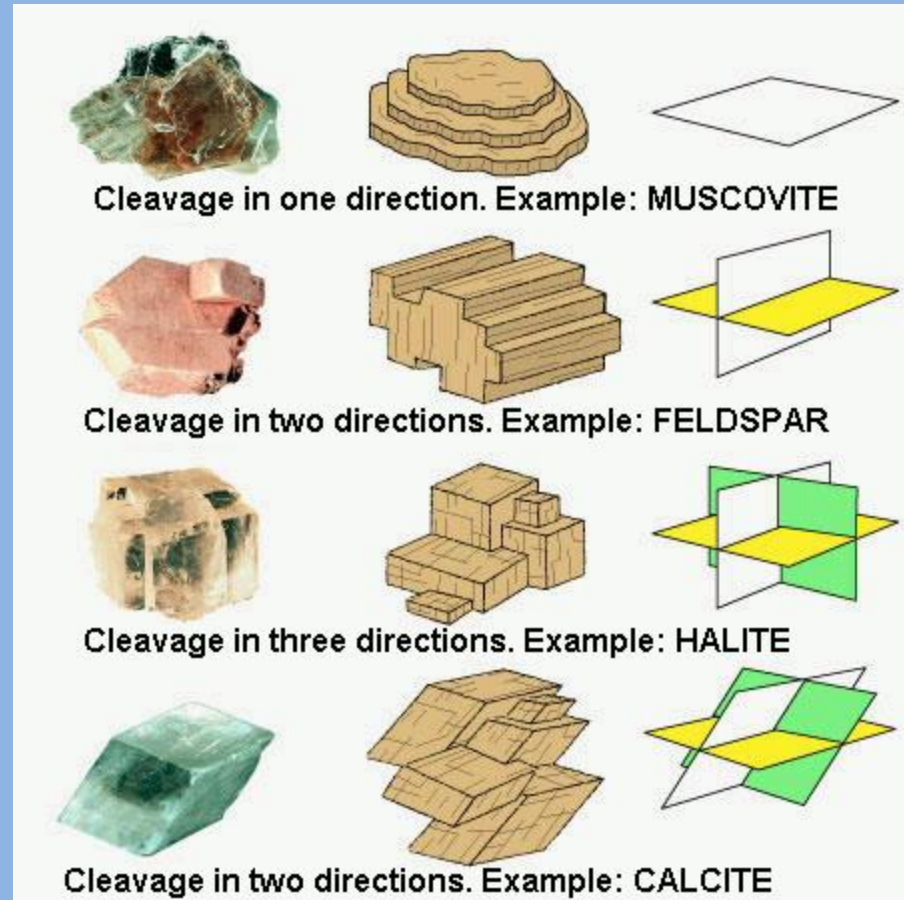 Cleavage in one direction. Example: MUSCOVITE
Cleavage in two directions. Example: FELDSPAR
Cleavage in three directions. Example: HALITE
Cleavage in two directions. Example: CALCITE